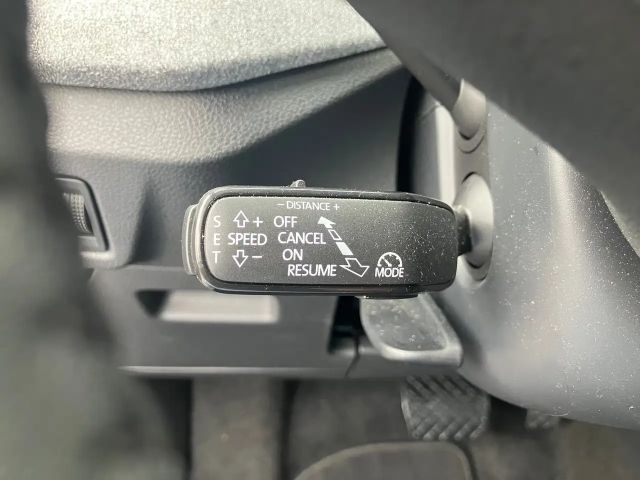 - DISTANCE +
S + OFF
E SPEED CANCEL
T - ON
RESUME MODE